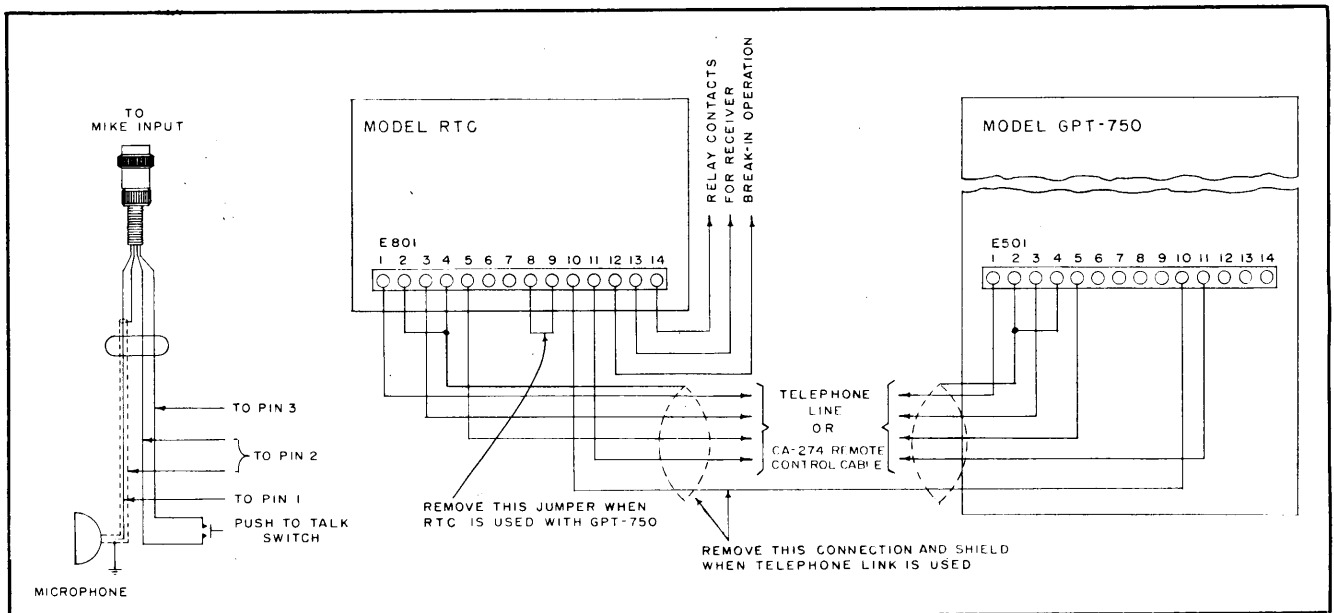 TO
MIKE INPUT
TO PIN 3
TO PIN 2
TO PIN 1
PUSH TO TALK
SWITCH
MICROPHONE
MODEL RTC
E801
1 2 3 4 5 6 7 8 9 10 11 12 13 14
RELAY CONTACTS
FOR RECEIVER
BREAK-IN OPERATION
REMOVE THIS JUMPER WHEN
RTC IS USED WITH GPT-750
TELEPHONE
LINE
OR
CA-274 REMOTE
CONTROL CABLE
REMOVE THIS CONNECTION AND SHIELD
WHEN TELEPHONE LINK IS USED
MODEL GPT-750
E501
1 2 3 4 5 6 7 8 9 10 11 12 13 14